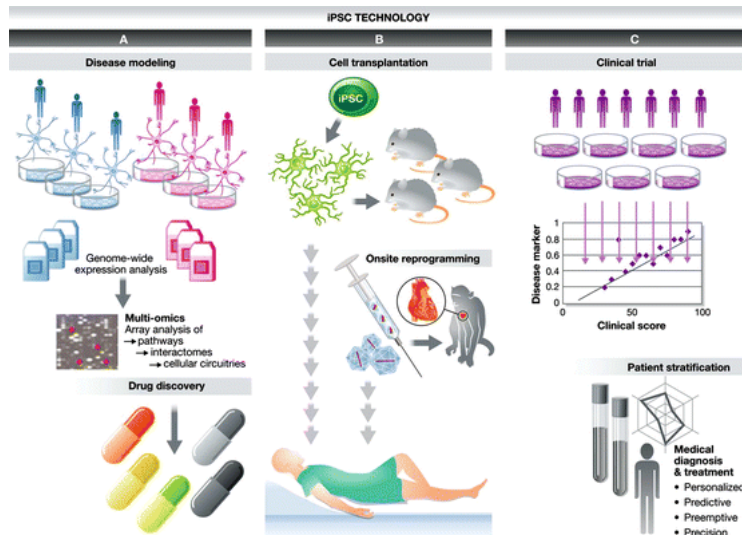 iPSC TECHNOLOGY
A
Disease modeling
Genome-wide
expression analysis
Multi-omics
Array analysis of
→pathways
→interactomes
→cellular circuitries
Drug discovery
B
Cell transplantation
iPSC
Onsite reprogramming
C
Clinical trial
Disease marker
1
0.8
0.6
0.4
0.2
0
0
50
100
Clinical score
Patient stratification
Medical
diagnosis
& treatment
• Personalized
• Predictive
• Preemptive
• Precision